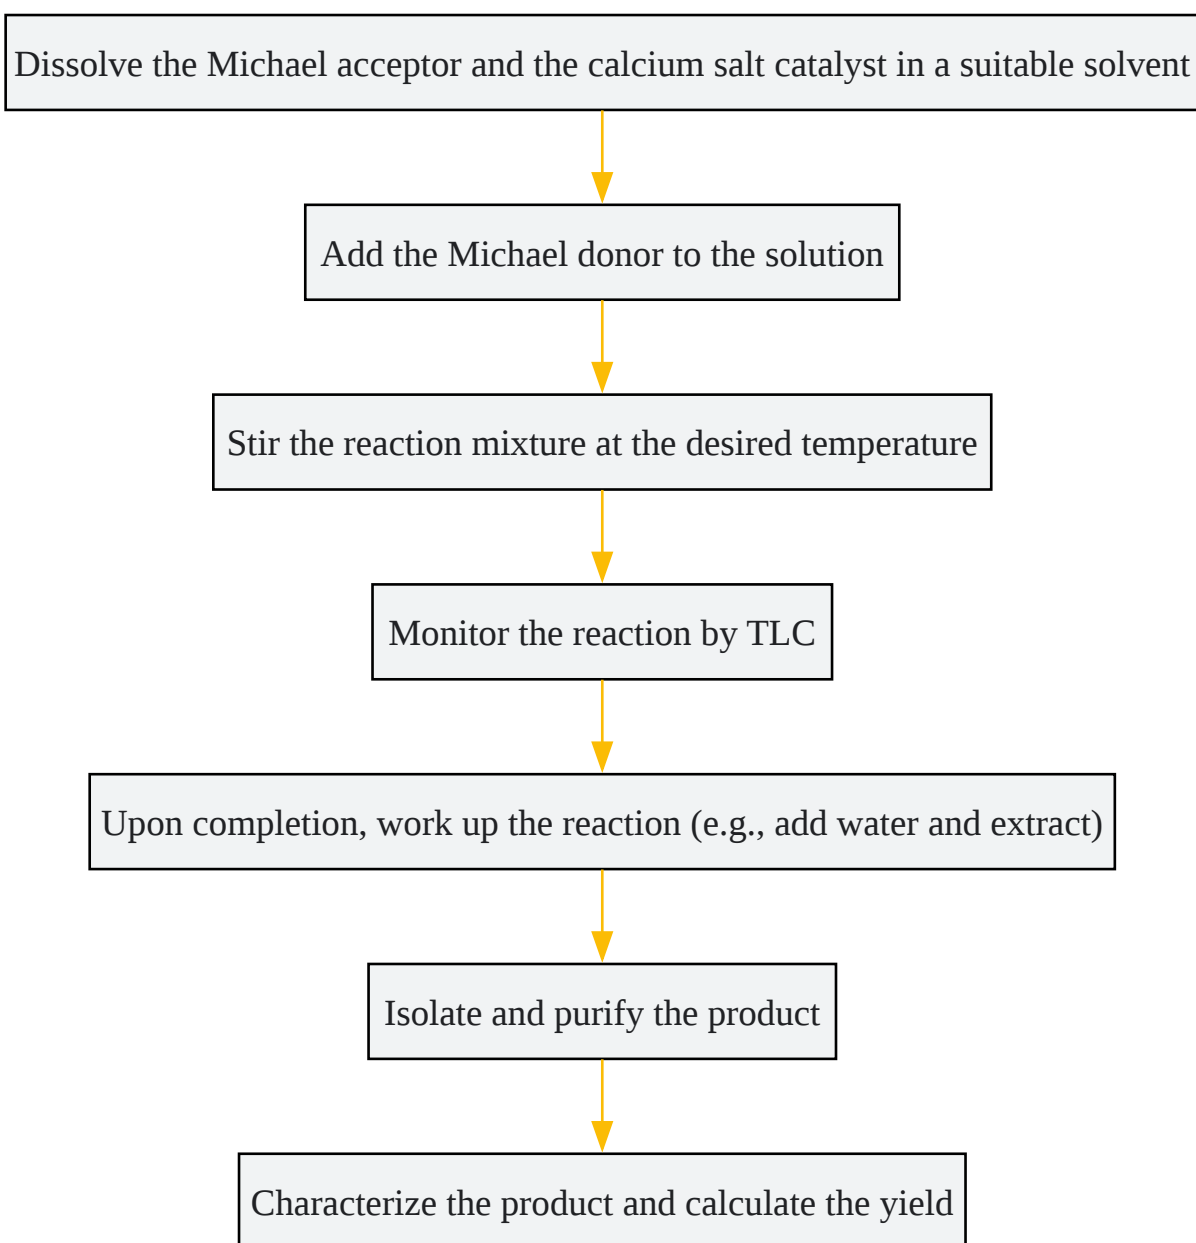 Dissolve the Michael acceptor and the calcium salt catalyst in a suitable solvent
Add the Michael donor to the solution
Stir the reaction mixture at the desired temperature
Monitor the reaction by TLC
Upon completion, work up the reaction (e.g., add water and extract)
Isolate and purify the product
Characterize the product and calculate the yield